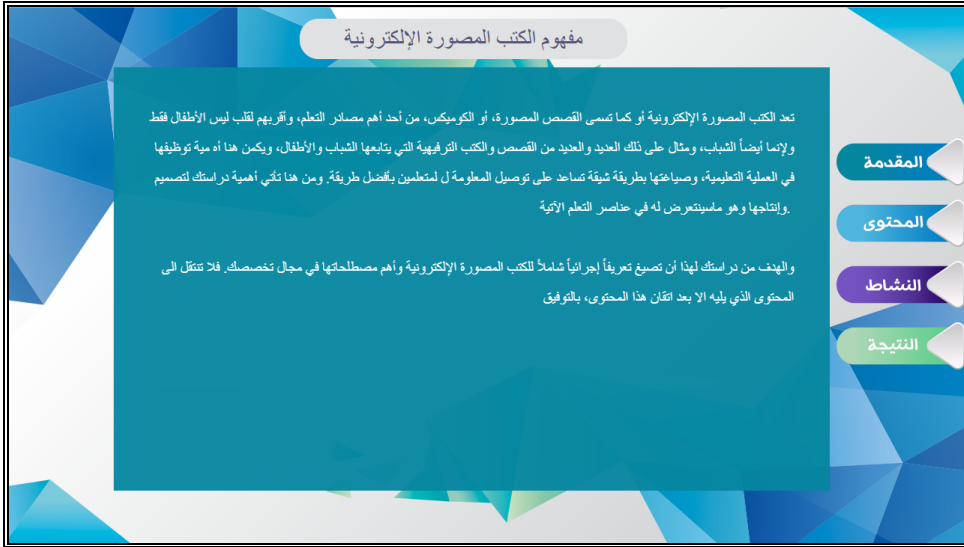 مفهوم الكتب المصورة الإلكترونية
تعد الكتب المصورة الإلكترونية أو كما تسمى القصص المصورة، أو الكوميكس، من أحد أهم مصادر التعلم، وأقربهم لقلب ليس الأطفال فقط
ولإنما أيضاً الشباب، ومثال على ذلك العديد والعديد من القصص والكتب الترفيهية التي يتابعها الشباب والأطفال، ويكمن هنا أه مية توظيفها
في العملية التعليمية، وصياغتها بطريقة شيقة تساعد على توصيل المعلومة ل لمتعلمين بأفضل طريقة. ومن هنا تأتي أهمية دراستك لتصميم
.وإنتاجها وهو ماسيتعرض له في عناصر التعلم الآتية
والهدف من دراستك لهذا أن تصيغ تعريفاً إجرائياً شاملاً للكتب المصورة الإلكترونية وأهم مصطلحاتها في مجال تخصصك. فلا تنتقل الى
المحتوى الذي يليه الا بعد اتقان هذا المحتوى، بالتوفيق
المقدمة
المحتوى
النشاط
النتيجة